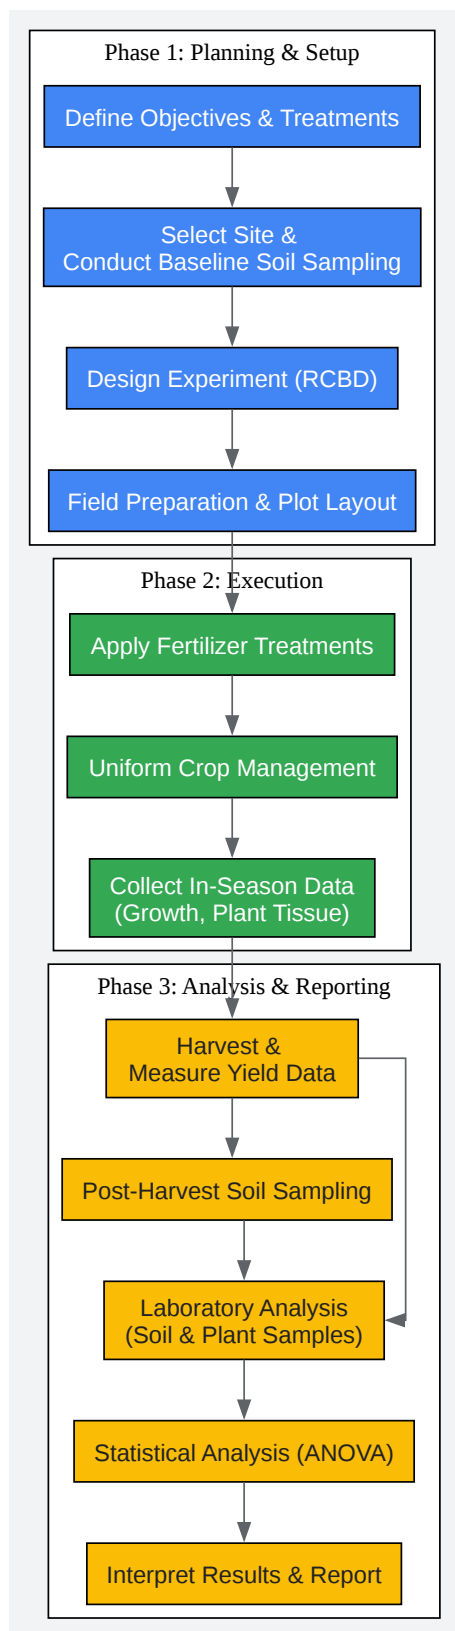 Phase 1: Planning & Setup
Define Objectives & Treatments
Select Site &
Conduct Baseline Soil Sampling
Design Experiment (RCBD)
Field Preparation & Plot Layout
Phase 2: Execution
Apply Fertilizer Treatments
Uniform Crop Management
Collect In-Season Data
(Growth, Plant Tissue)
Phase 3: Analysis & Reporting
Harvest &
Measure Yield Data
Post-Harvest Soil Sampling
Laboratory Analysis
(Soil & Plant Samples)
Statistical Analysis (ANOVA)
Interpret Results & Report